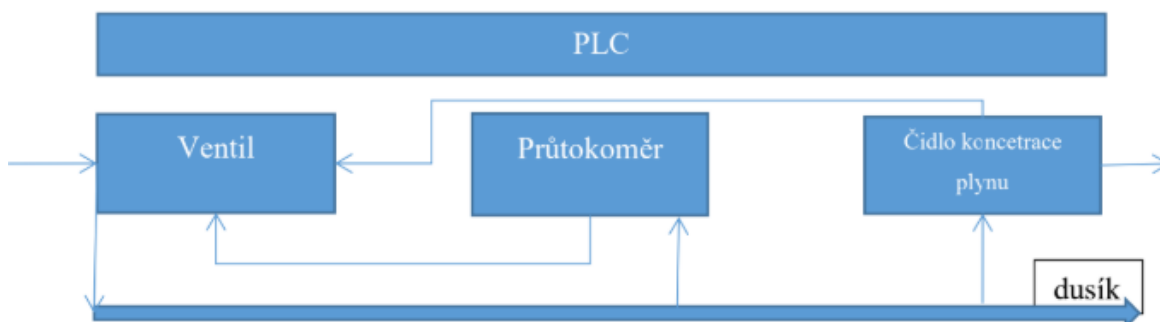 PLC
Ventil
Průtokoměr
Čidlo koncetrace
plynu
dusík